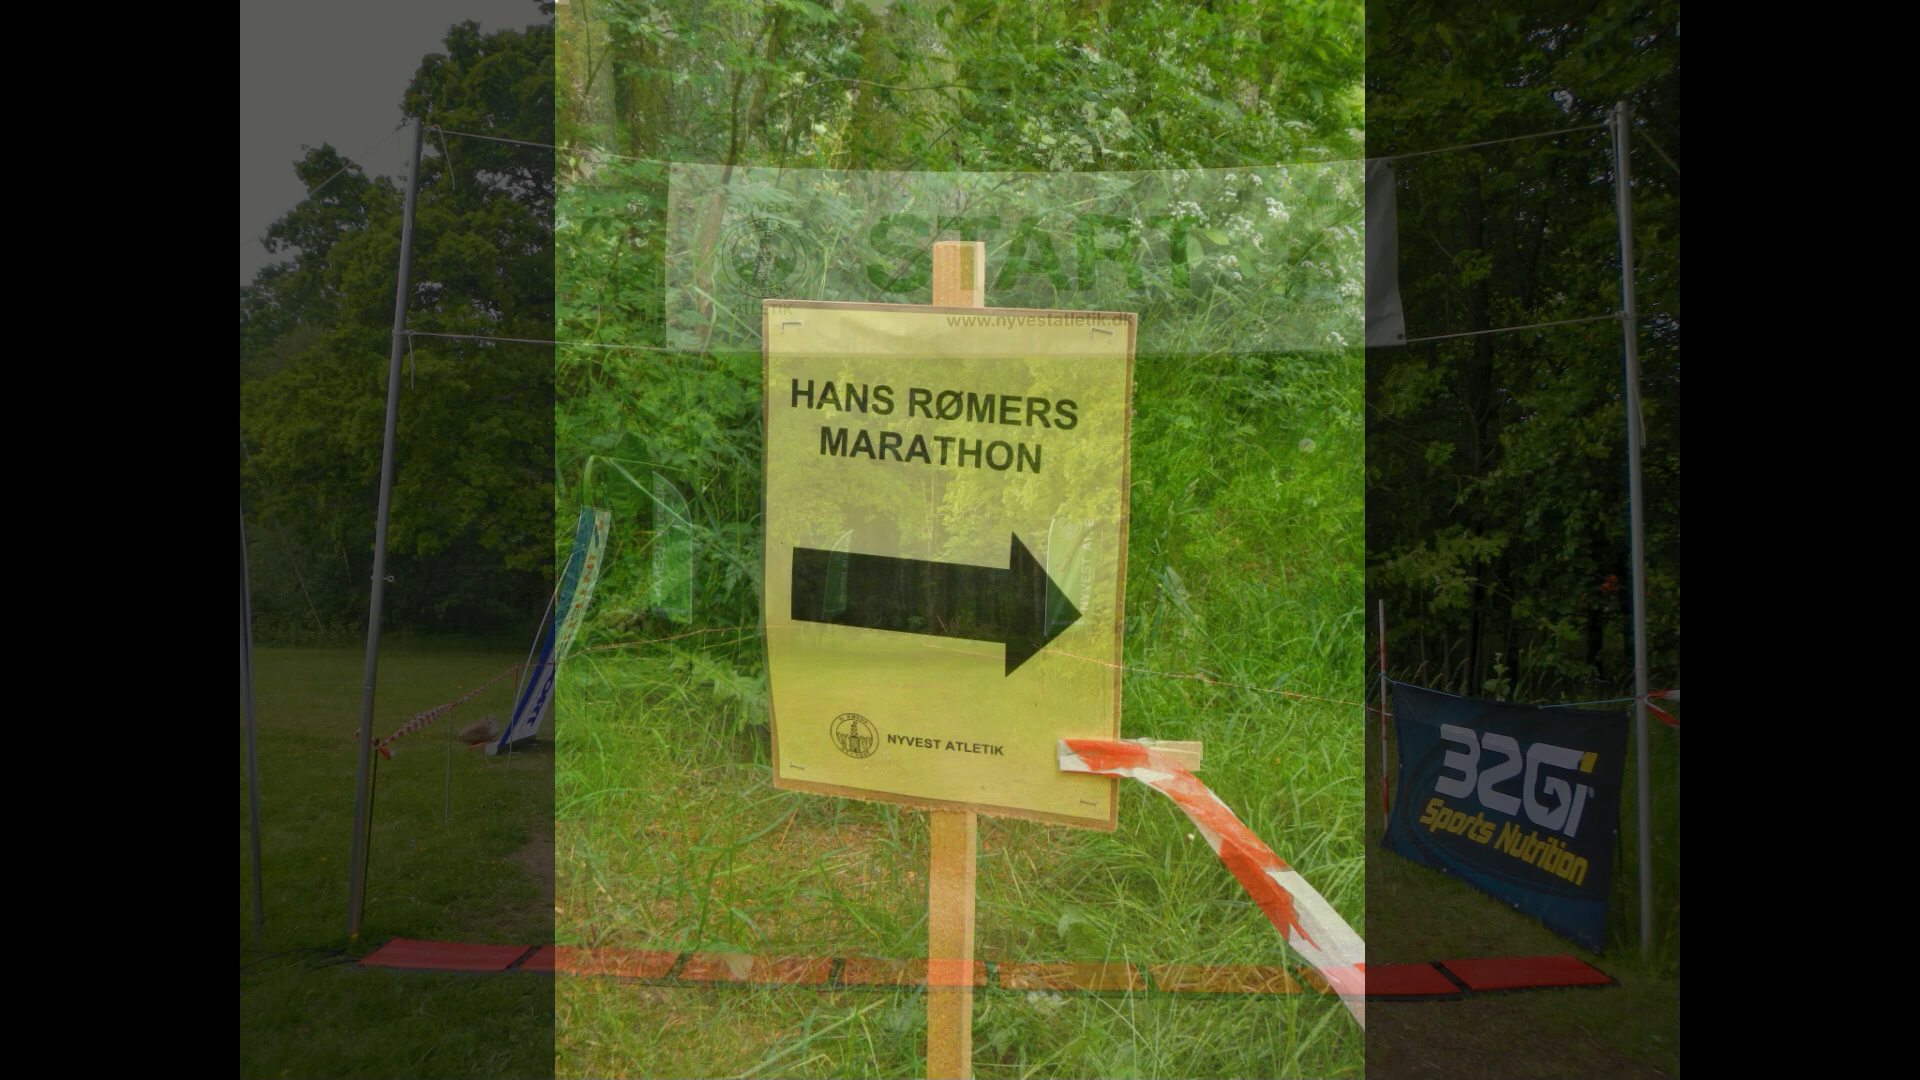 START
www.nyvestatletik.dk
HANS RØMERS
MARATHON
NYVEST ATLETIK
32Gi
Sports Nutrition